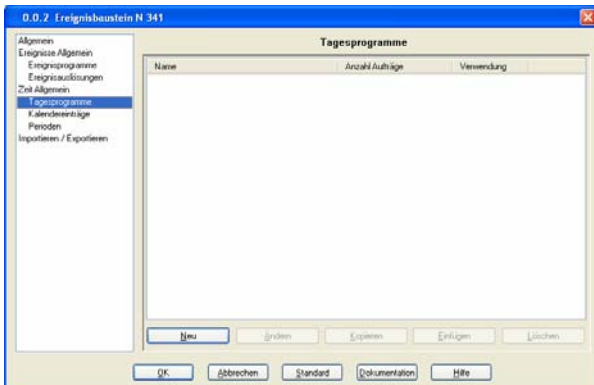 0.0.2 Ereignisbaustein N 341
Allgemein
Ereignisse Allgemein
Ereignisprogramme
Ereignisauslösungen
Zeit Allgemein
Tagesprogramme
Kalendereinträge
Perioden
Importieren / Exportieren
Tagesprogramme
Name Anzahl Aufträge Verwendung
Neu Ändern Kopieren Einfügen Löschen
OK Abbrechen Standard Dokumentation Hilfe